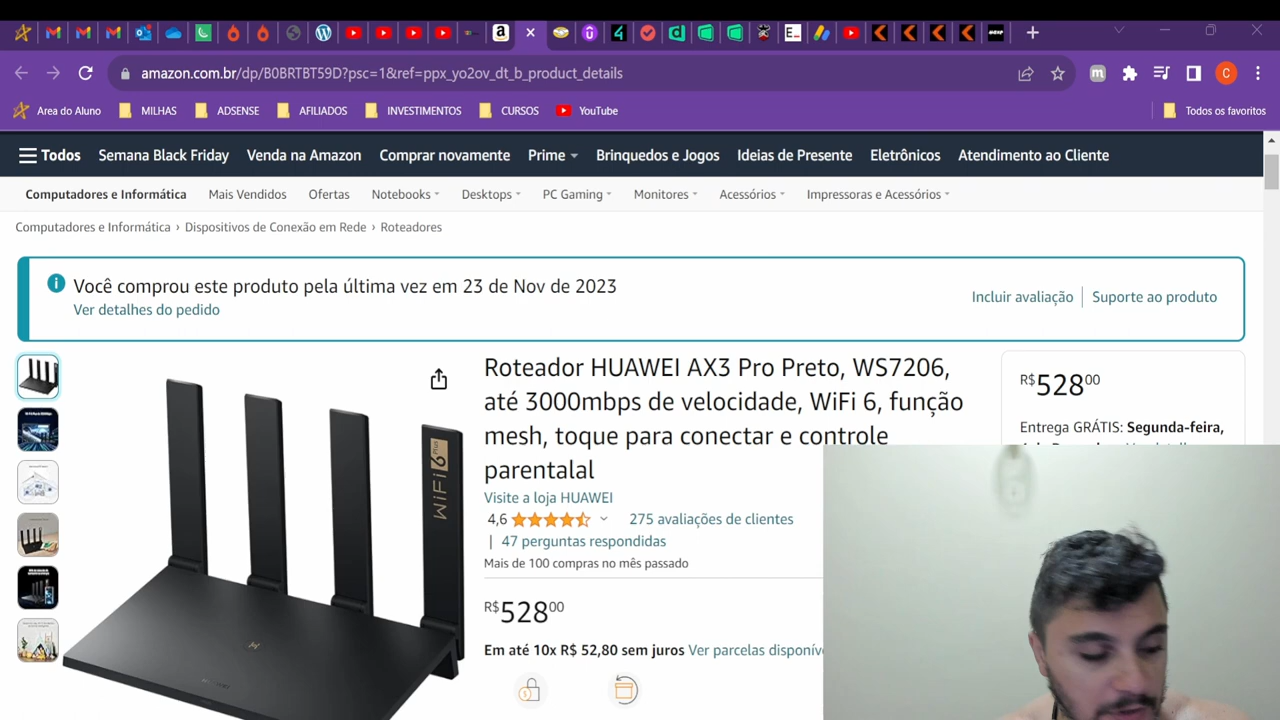 amazon.com.br/dp/B0BRTBT59D?psc=1&ref=ppx_yo2ov_dt_b_product_details
C
Area do Aluno MILHAS ADSENSE AFILIADOS INVESTIMENTOS CURSOS YouTube Todos os favoritos
Todos Semana Black Friday Venda na Amazon Comprar novamente Prime Brinquedos e Jogos Ideias de Presente Eletrônicos Atendimento ao Cliente
Computadores e Informática Mais Vendidos Ofertas Notebooks Desktops PC Gaming Monitores Acessórios Impressoras e Acessórios
Computadores e Informática › Dispositivos de Conexão em Rede › Roteadores
Você comprou este produto pela última vez em 23 de Nov de 2023
Ver detalhes do pedido
Incluir avaliação | Suporte ao produto
Roteador HUAWEI AX3 Pro Preto, WS7206,
até 3000mbps de velocidade, WiFi 6, função
mesh, toque para conectar e controle
parentalal
Visite a loja HUAWEI
4,6 275 avaliações de clientes
| 47 perguntas respondidas
Mais de 100 compras no mês passado
R$52800
Em até 10x R$ 52,80 sem juros Ver parcelas disponíve
R$52800
Entrega GRÁTIS: Segunda-feira,
WiFi 6 PLUS